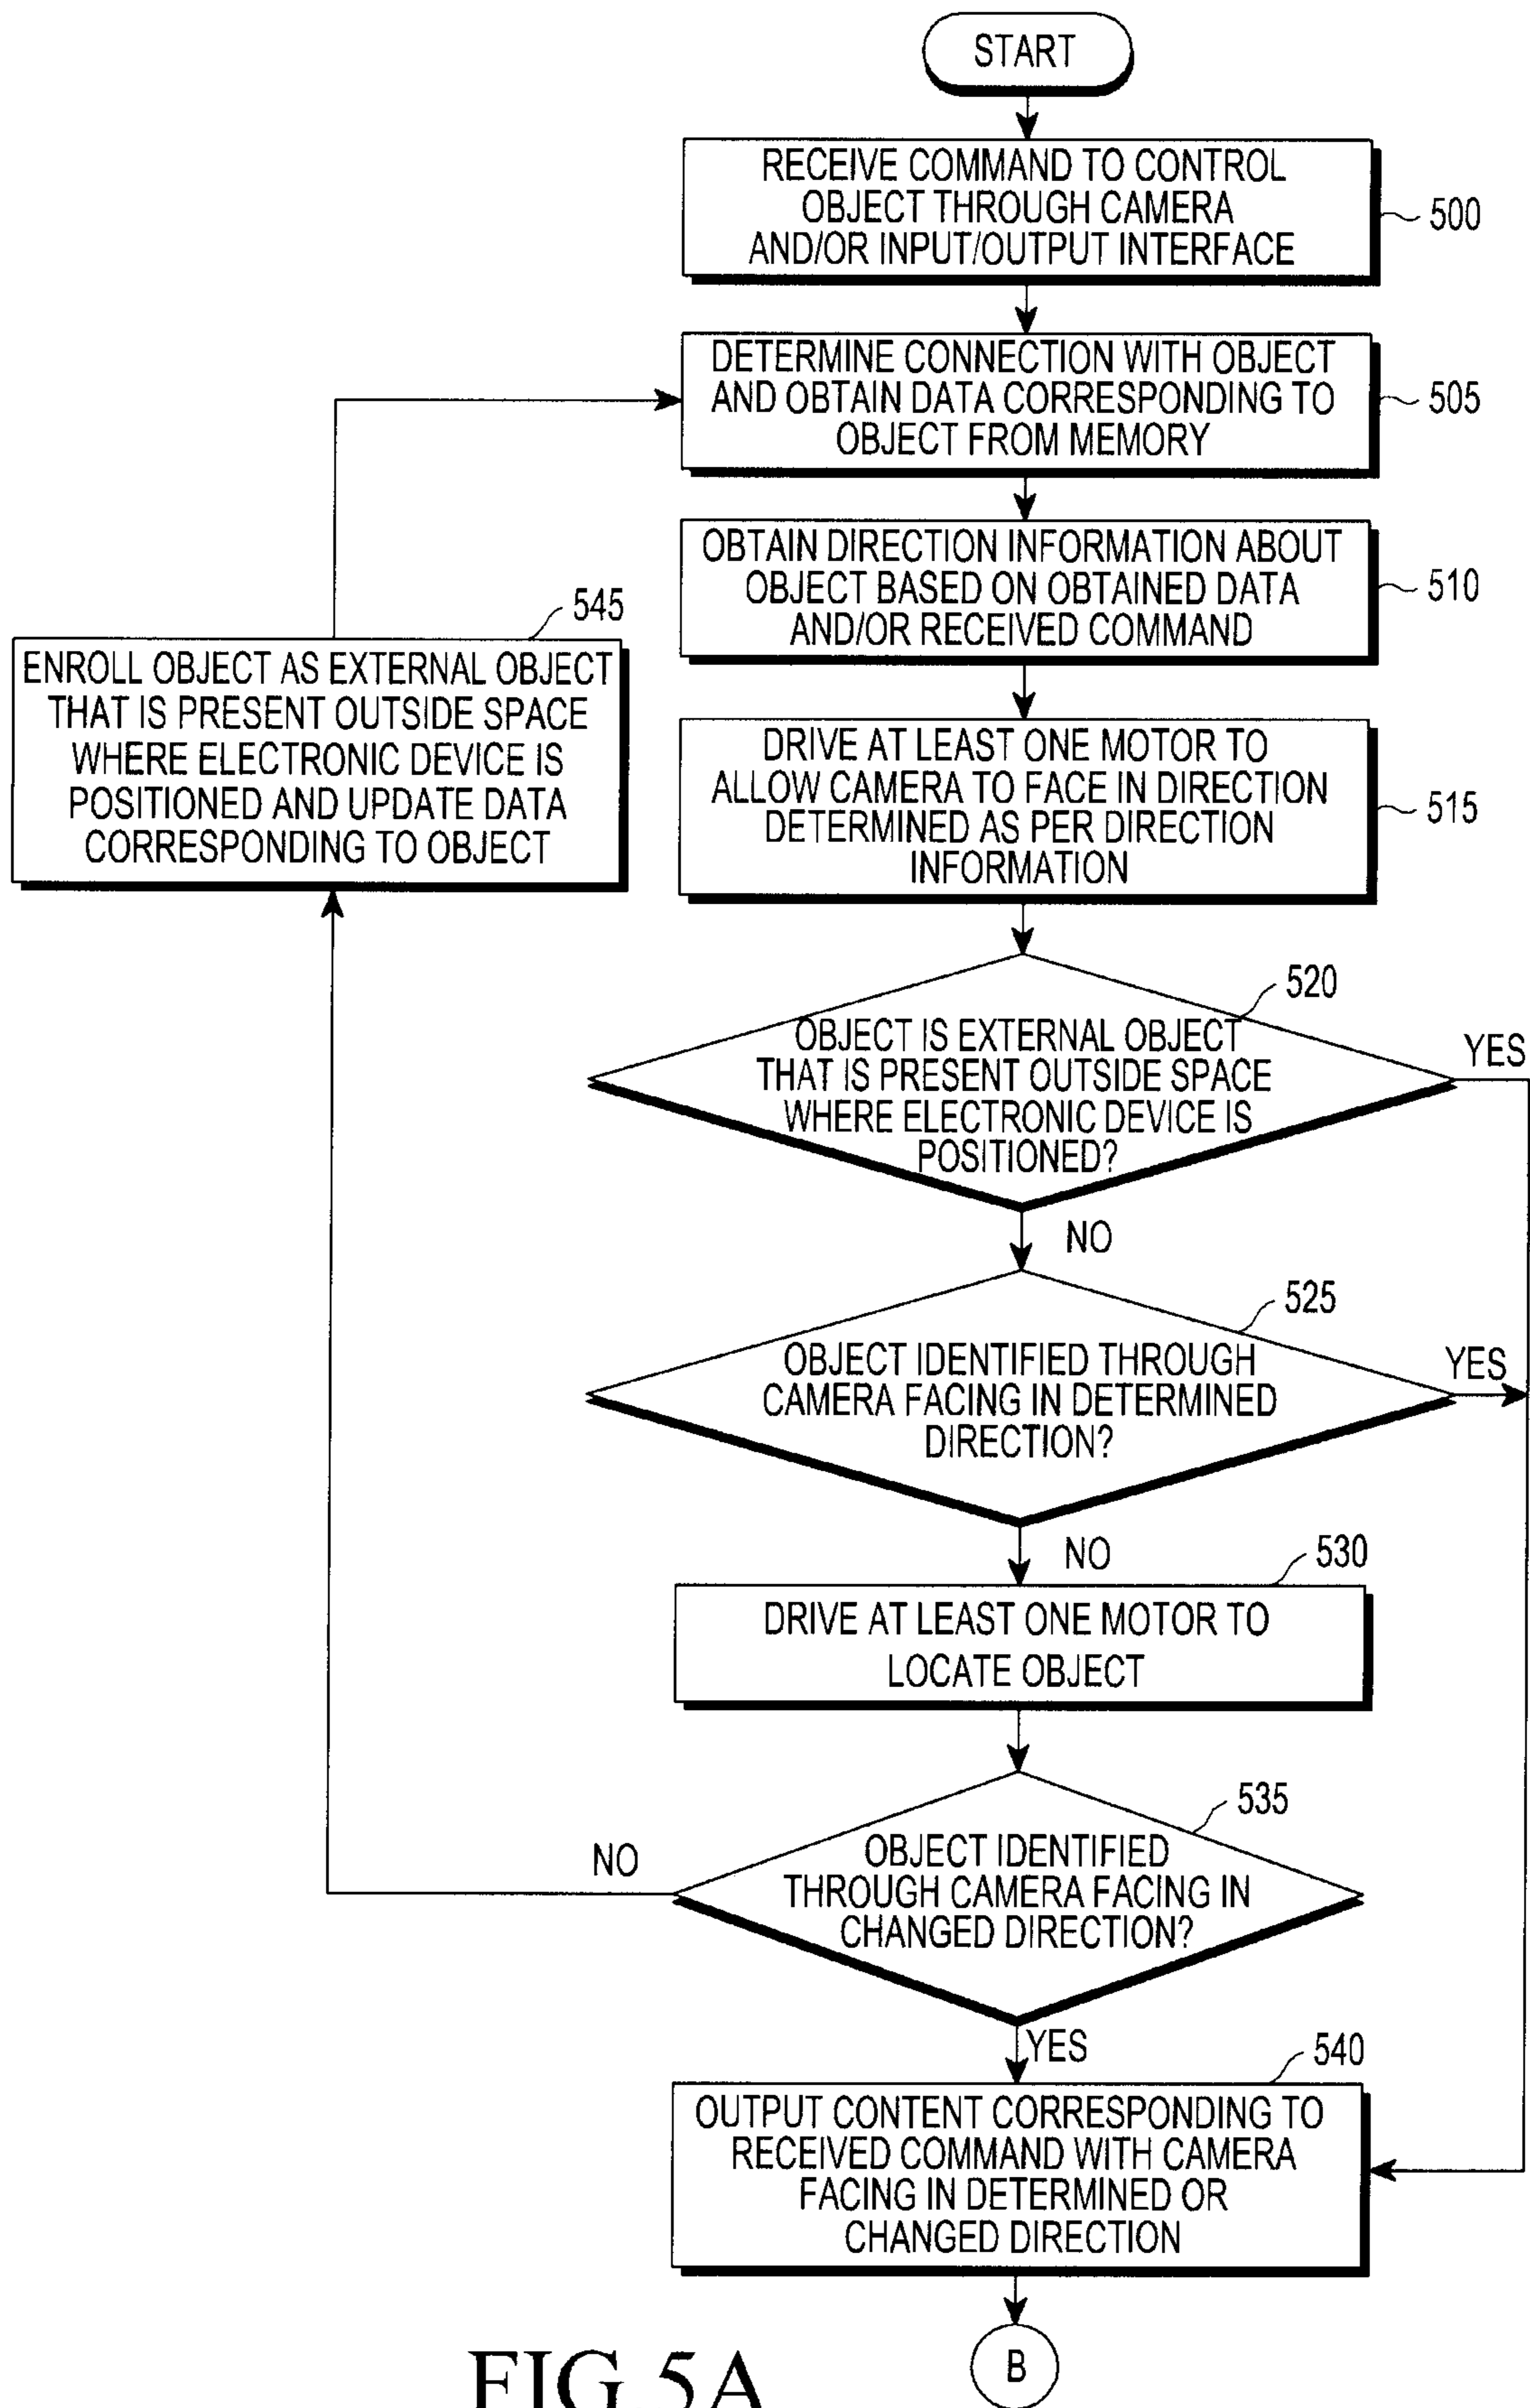 START
RECEIVE COMMAND TO CONTROL
OBJECT THROUGH CAMERA
AND/OR INPUT/OUTPUT INTERFACE
500
DETERMINE CONNECTION WITH OBJECT
AND OBTAIN DATA CORRESPONDING TO
OBJECT FROM MEMORY
505
OBTAIN DIRECTION INFORMATION ABOUT
OBJECT BASED ON OBTAINED DATA
AND/OR RECEIVED COMMAND
510
545
ENROLL OBJECT AS EXTERNAL OBJECT
THAT IS PRESENT OUTSIDE SPACE
WHERE ELECTRONIC DEVICE IS
POSITIONED AND UPDATE DATA
CORRESPONDING TO OBJECT
DRIVE AT LEAST ONE MOTOR TO
ALLOW CAMERA TO FACE IN DIRECTION
DETERMINED AS PER DIRECTION
INFORMATION
515
520
OBJECT IS EXTERNAL OBJECT
THAT IS PRESENT OUTSIDE SPACE
WHERE ELECTRONIC DEVICE IS
POSITIONED?
YES
NO
525
OBJECT IDENTIFIED THROUGH
CAMERA FACING IN DETERMINED
DIRECTION?
YES
NO
530
DRIVE AT LEAST ONE MOTOR TO
LOCATE OBJECT
535
OBJECT IDENTIFIED
THROUGH CAMERA FACING IN
CHANGED DIRECTION?
NO
YES
540
OUTPUT CONTENT CORRESPONDING TO
RECEIVED COMMAND WITH CAMERA
FACING IN DETERMINED OR
CHANGED DIRECTION
B
FIG.5A